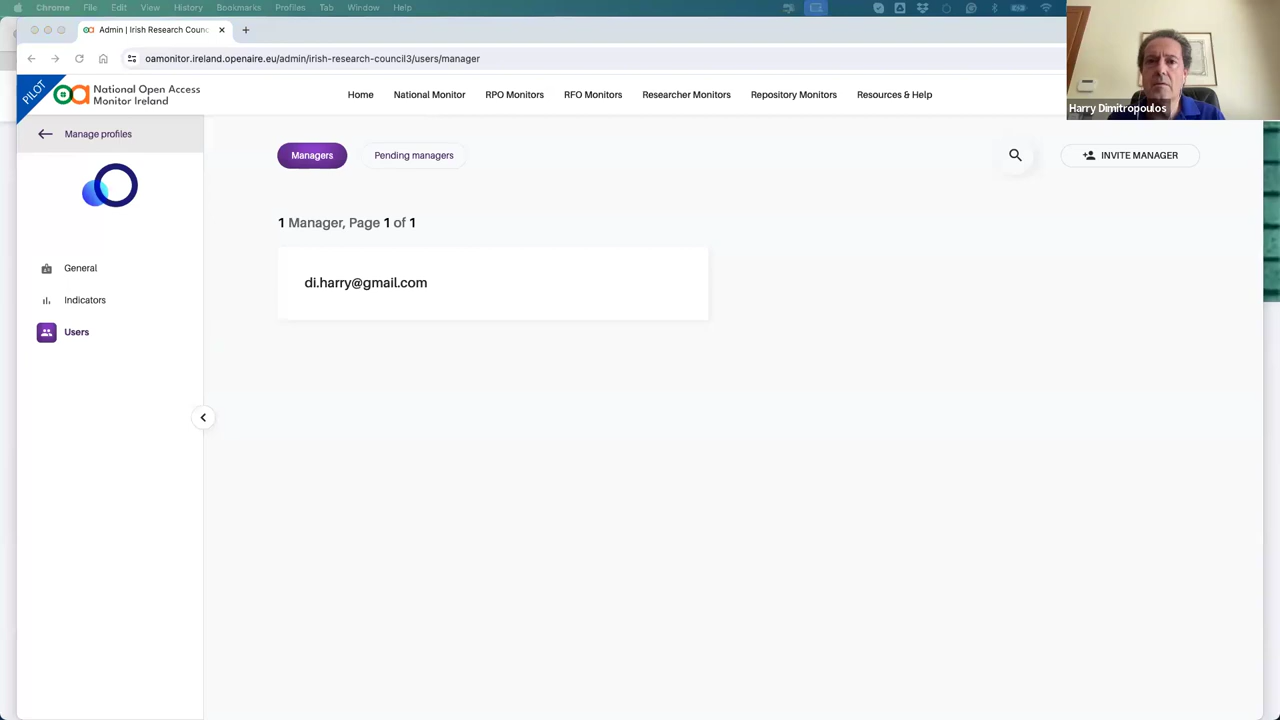 Chrome File Edit View History Bookmarks Profiles Tab Window Help
Admin | Irish Research Counc
oamonitor.ireland.openaire.eu/admin/irish-research-council3/users/manager
PILOT
oa National Open Access
Monitor Ireland
Home National Monitor RPO Monitors RFO Monitors Researcher Monitors Repository Monitors Resources & Help
Harry Dimitropoulos
Manage profiles
Managers Pending managers INVITE MANAGER
1 Manager, Page 1 of 1
di.harry@gmail.com
General
Indicators
Users